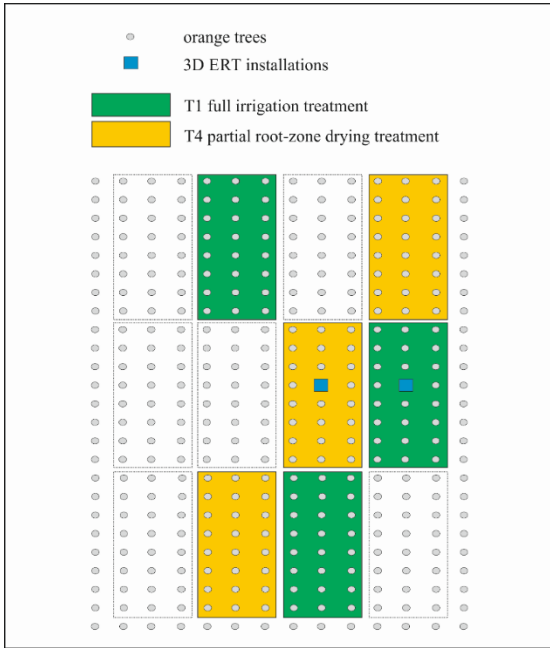 orange trees
3D ERT installations
T1 full irrigation treatment
T4 partial root-zone drying treatment